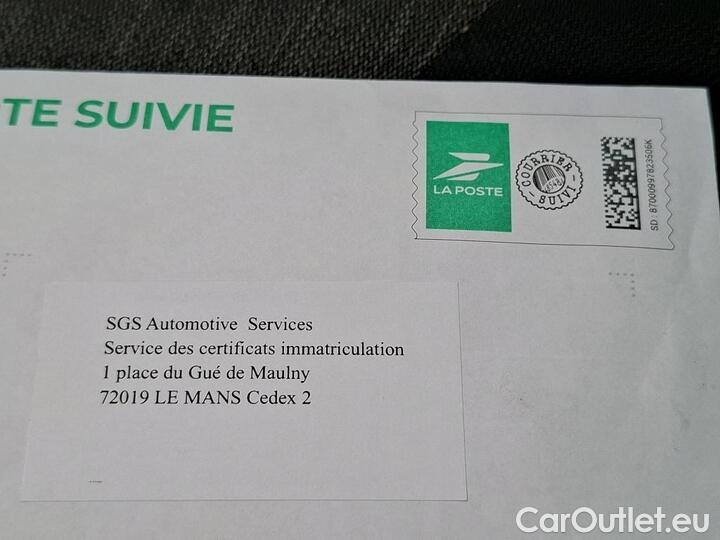 TE SUIVIE
LA POSTE
COURRIER
SUIVI
SD : 87000997823506K
SGS Automotive Services
Service des certificats immatriculation
1 place du Gué de Maulny
72019 LE MANS Cedex 2
CarOutlet.eu